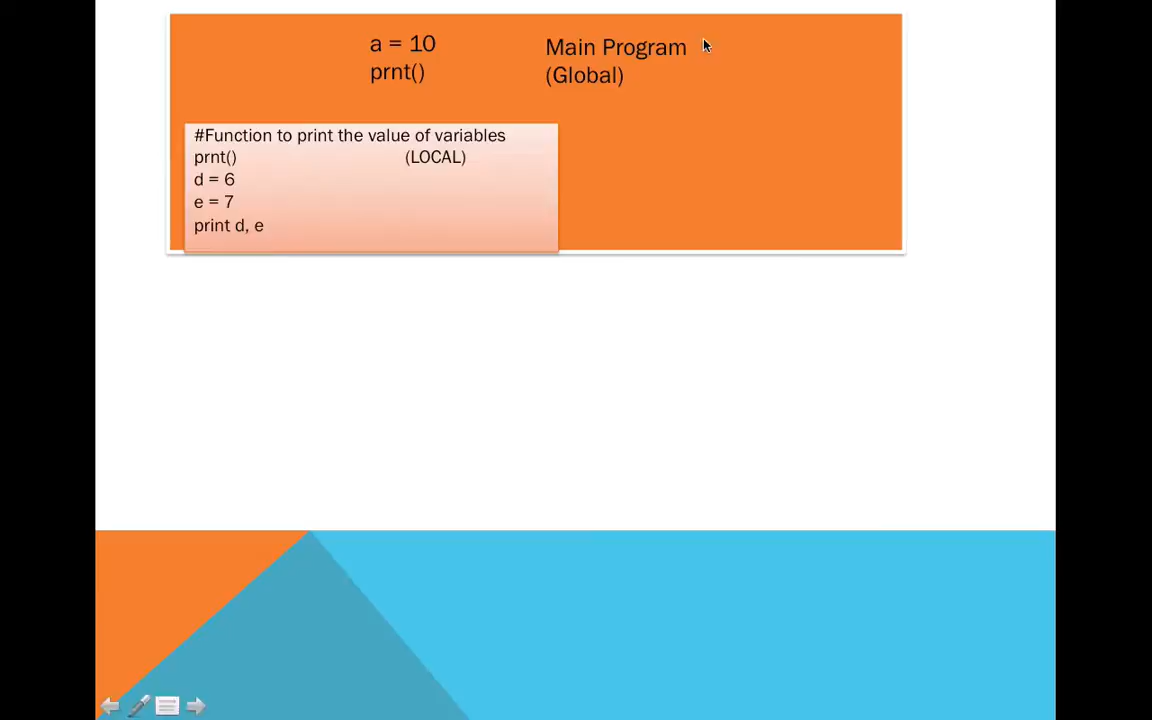 a = 10
prnt()
Main Program
(Global)
#Function to print the value of variables
prnt() (LOCAL)
d = 6
e = 7
print d, e